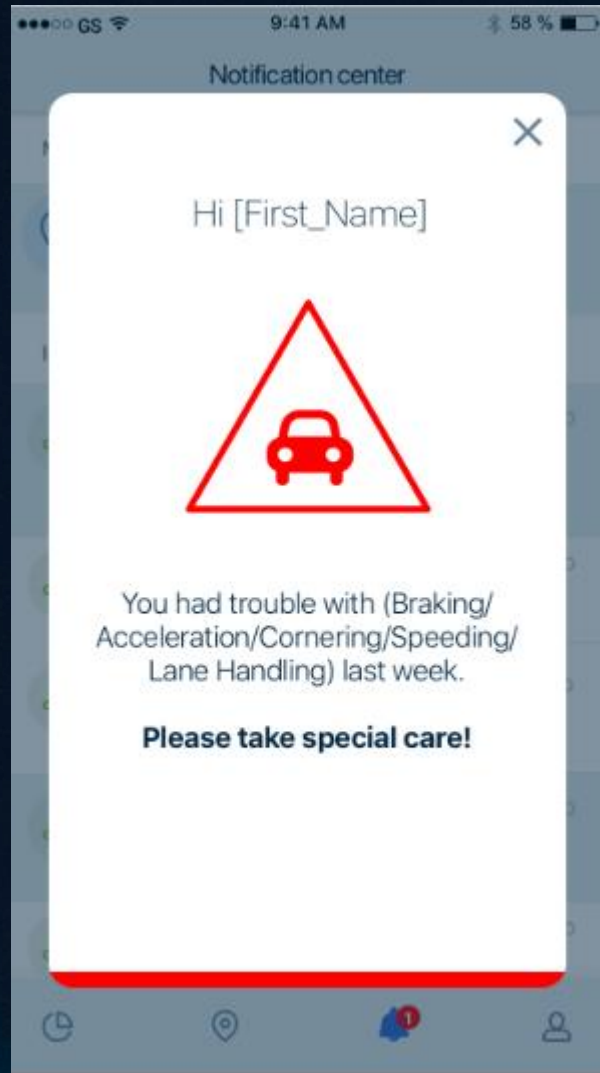 GS 9:41 AM 58 %
Notification center
Hi [First_Name]
You had trouble with (Braking/
Acceleration/Cornering/Speeding/
Lane Handling) last week.
Please take special care!
1